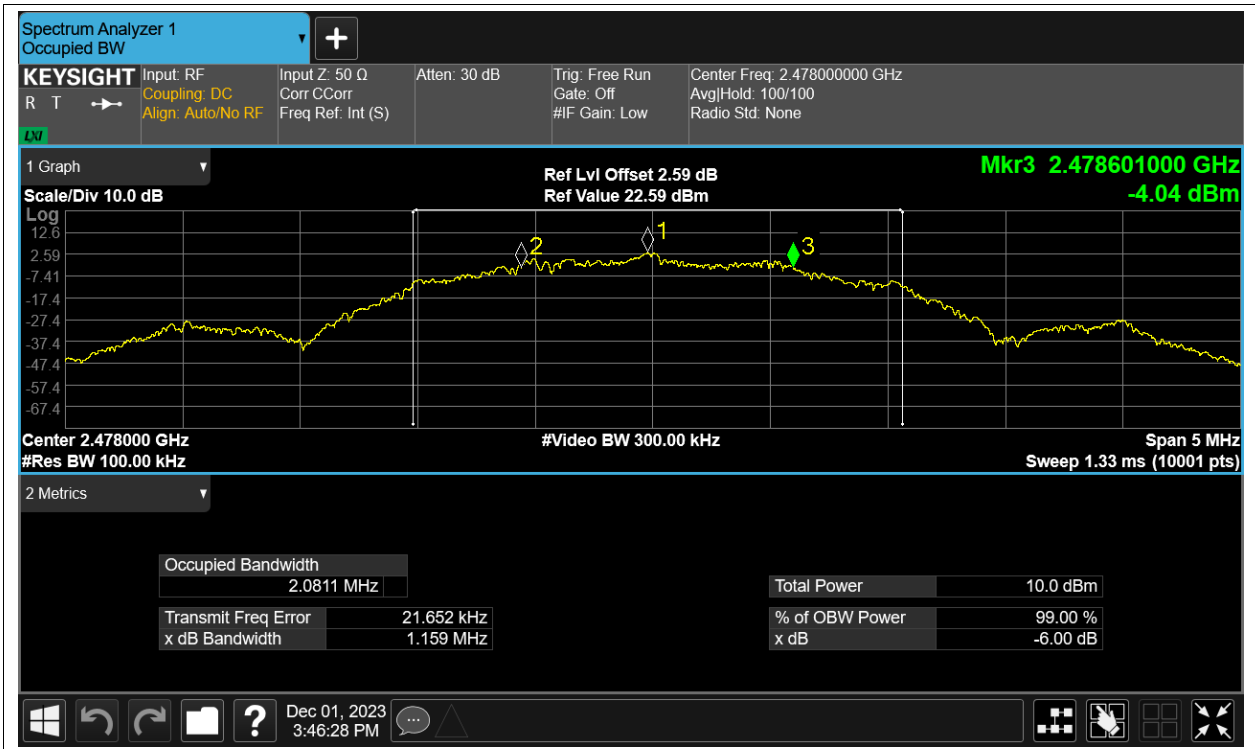 Spectrum Analyzer 1
Occupied BW
KEYSIGHT
R T
LXI
Input: RF
Coupling: DC
Align: Auto/No RF
Input Z: 50 Ω
Corr CCorr
Freq Ref: Int (S)
Atten: 30 dB
Trig: Free Run
Gate: Off
#IF Gain: Low
Center Freq: 2.478000000 GHz
Avg|Hold: 100/100
Radio Std: None
1 Graph
Scale/Div 10.0 dB
Ref Lvl Offset 2.59 dB
Ref Value 22.59 dBm
Mkr3 2.478601000 GHz
-4.04 dBm
Log
12.6
2.59
-7.41
-17.4
-27.4
-37.4
-47.4
-57.4
-67.4
2
1
3
Center 2.478000 GHz
#Res BW 100.00 kHz
#Video BW 300.00 kHz
Span 5 MHz
Sweep 1.33 ms (10001 pts)
2 Metrics
Occupied Bandwidth
2.0811 MHz
Transmit Freq Error 21.652 kHz
x dB Bandwidth 1.159 MHz
Total Power 10.0 dBm
% of OBW Power 99.00 %
x dB -6.00 dB
Dec 01, 2023
3:46:28 PM